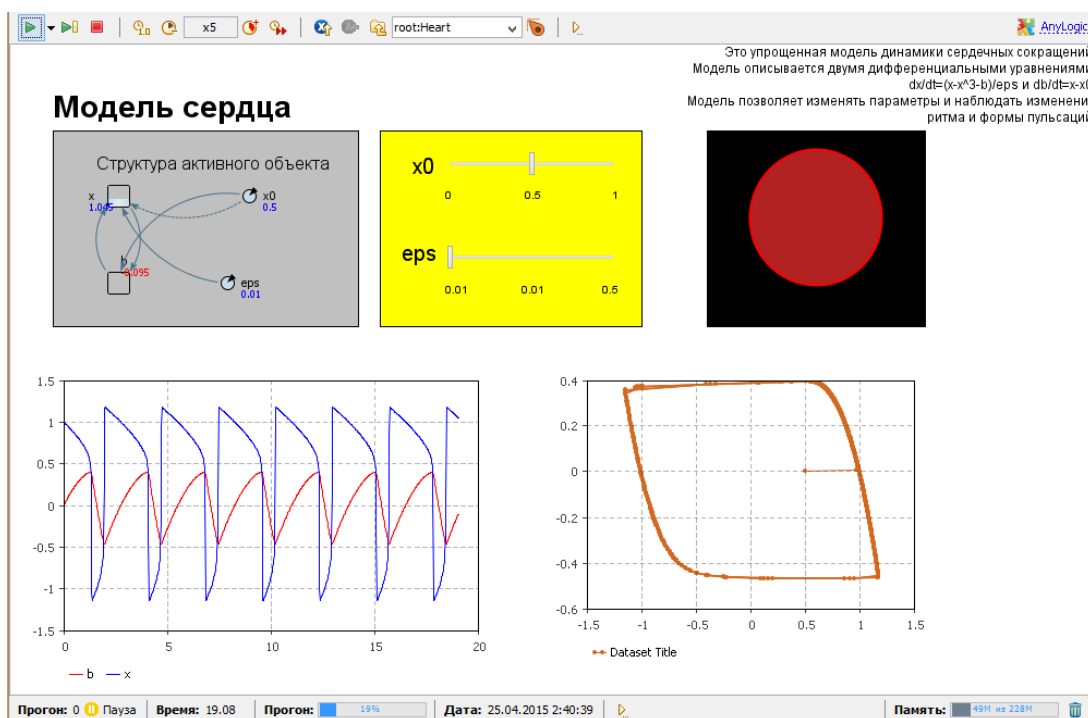 x5 root:Heart AnyLogic
Это упрощенная модель динамики сердечных сокращений
Модель описывается двумя дифференциальными уравнениями
dx/dt=(x-x^3-b)/eps и db/dt=x-x0
Модель позволяет изменять параметры и наблюдать изменени
ритма и формы пульсаций
Модель сердца
Структура активного объекта
x
1.045
x0
0.5
b
-0.095
eps
0.01
x0
0 0.5 1
eps
0.01 0.01 0.5
1.5
1
0.5
0
-0.5
-1
-1.5
0 5 10 15 20
b x
0.4
0.2
0
-0.2
-0.4
-0.6
-1.5 -1 -0.5 0 0.5 1 1.5
Dataset Title
Прогон: 0 Пауза Время: 19.08 Прогон: 19% Дата: 25.04.2015 2:40:39 Память: 49M из 228M